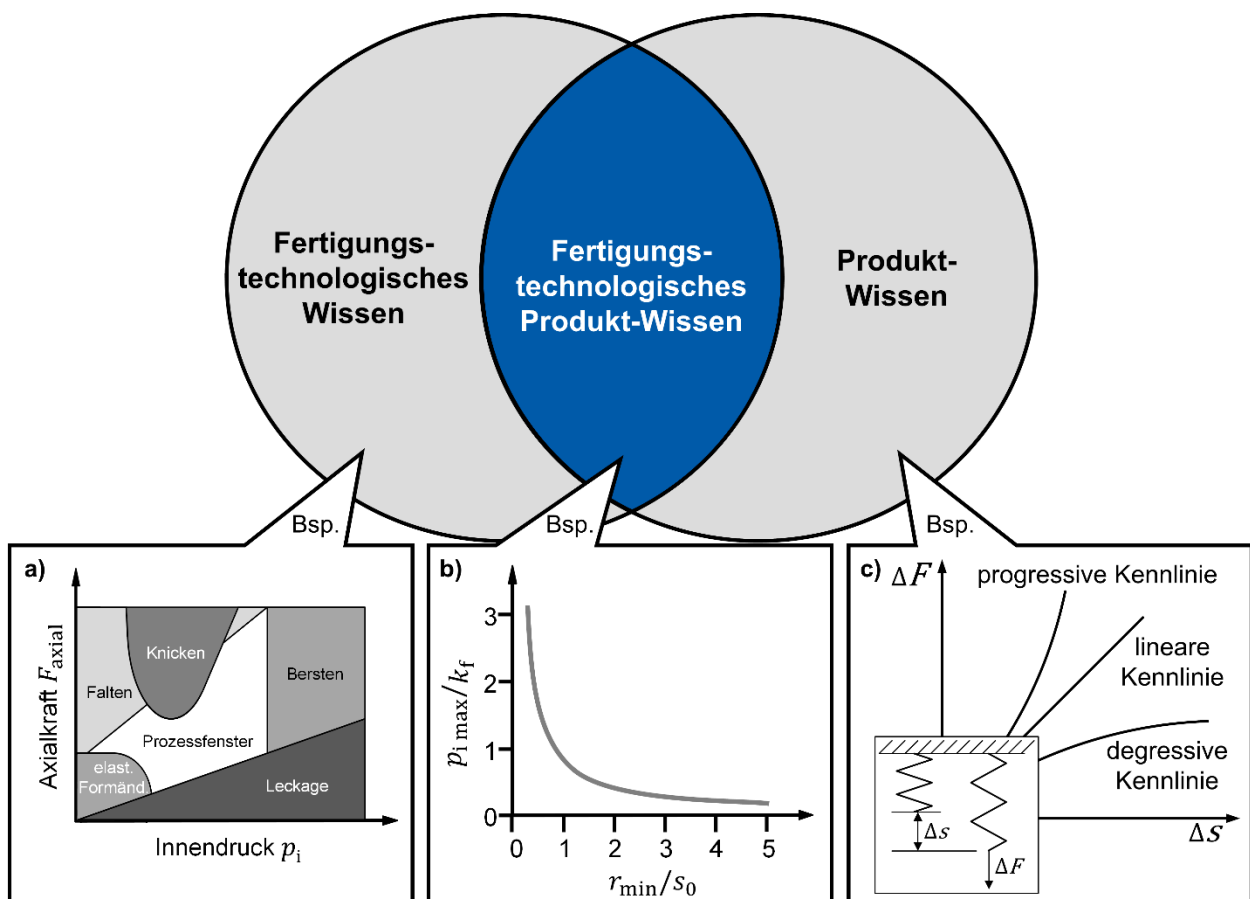 Fertigungs-
technologisches
Wissen
Fertigungs-
technologisches
Produkt-Wissen
Produkt-
Wissen
Bsp.
Bsp.
Bsp.
a)
Axialkraft F_axial
Falten
Knicken
Bersten
Prozessfenster
elast.
Formänd
Leckage
Innendruck p_i
b)
p_i max/k_f
3
2
1
0
0 1 2 3 4 5
r_min/s_0
c)
ΔF
progressive Kennlinie
lineare
Kennlinie
degressive
Kennlinie
Δs
ΔF
Δs